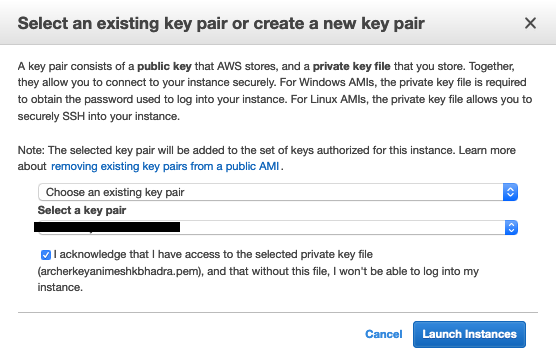 Select an existing key pair or create a new key pair
A key pair consists of a public key that AWS stores, and a private key file that you store. Together,
they allow you to connect to your instance securely. For Windows AMIs, the private key file is required
to obtain the password used to log into your instance. For Linux AMIs, the private key file allows you to
securely SSH into your instance.
Note: The selected key pair will be added to the set of keys authorized for this instance. Learn more
about removing existing key pairs from a public AMI.
Choose an existing key pair
Select a key pair
I acknowledge that I have access to the selected private key file
(archerkeyanimeshkbhadra.pem), and that without this file, I won't be able to log into my
instance.
Cancel Launch Instances